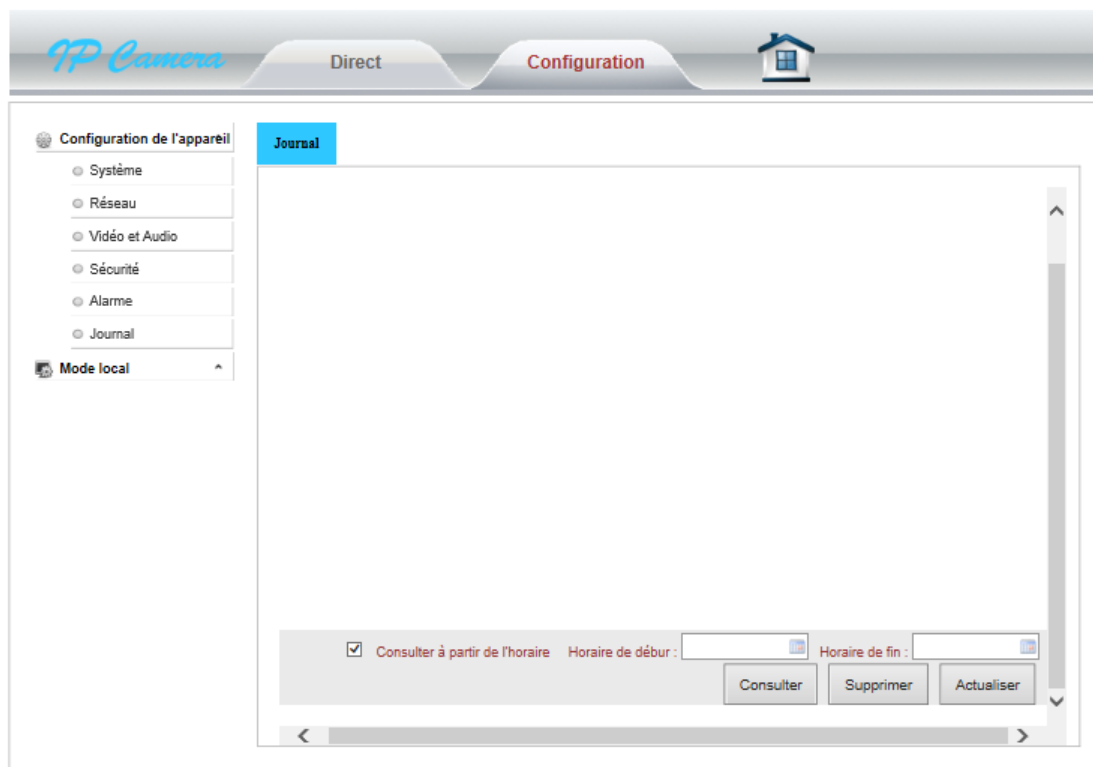 IP Camera
Direct
Configuration
Configuration de l'appareil
Système
Réseau
Vidéo et Audio
Sécurité
Alarme
Journal
Mode local
Journal
Consulter à partir de l'horaire Horaire de débur : Horaire de fin :
Consulter Supprimer Actualiser